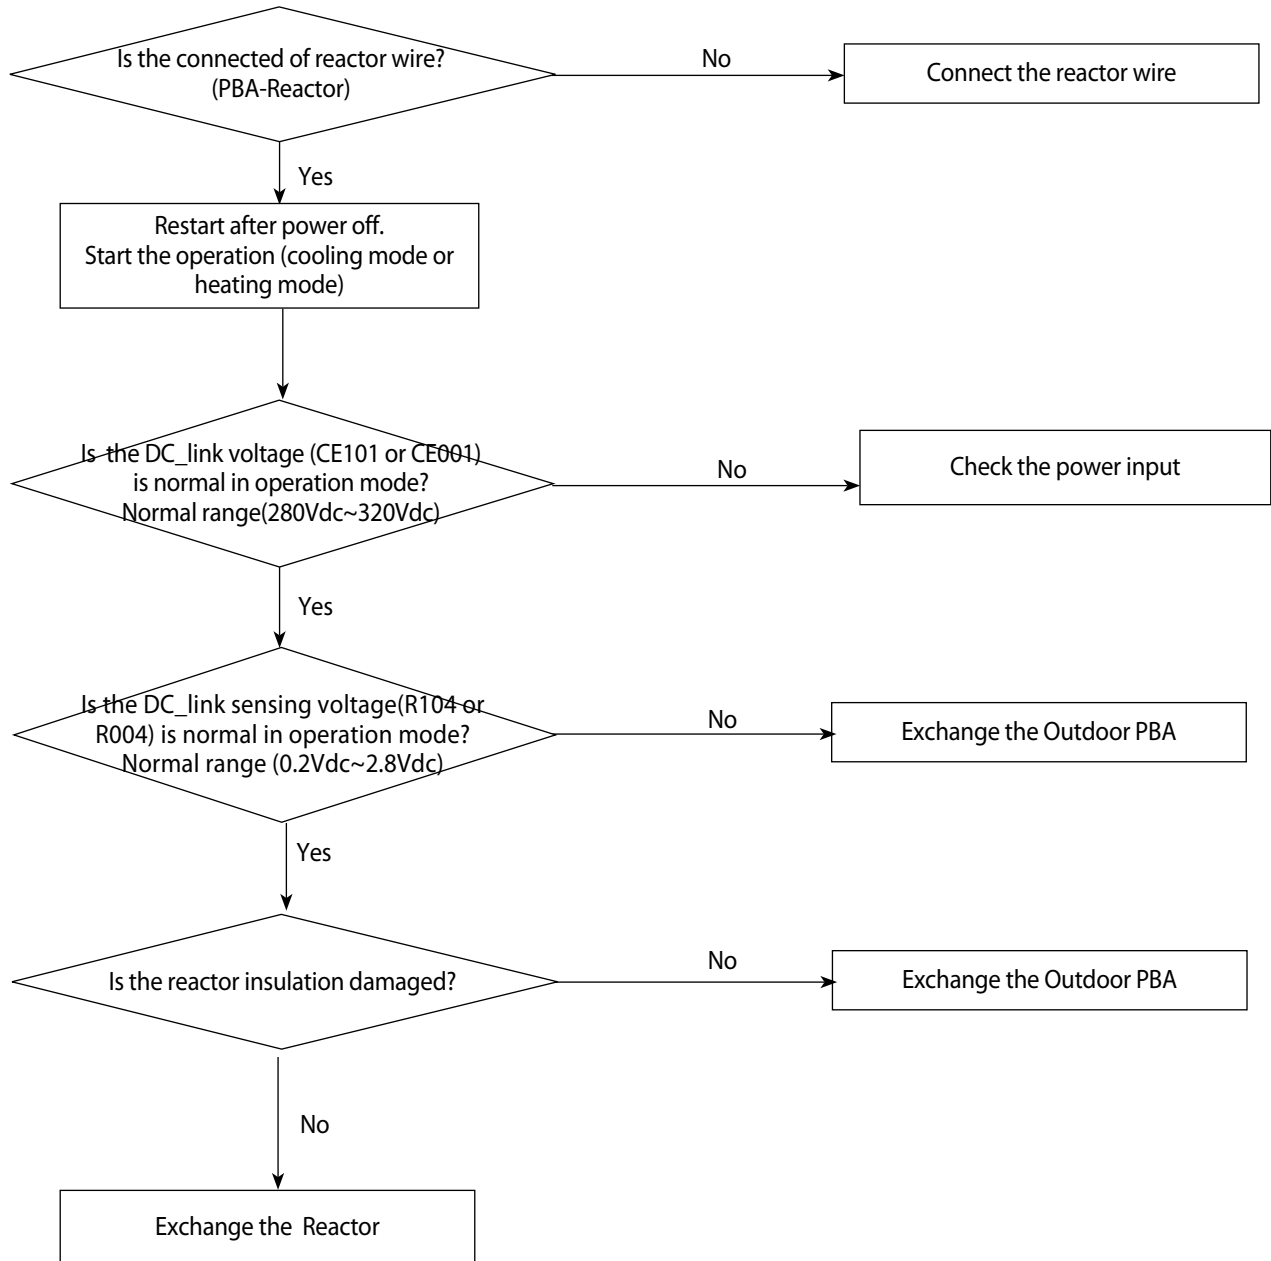 Is the connected of reactor wire?
(PBA-Reactor)
No
Connect the reactor wire
Yes
Restart after power off.
Start the operation (cooling mode or
heating mode)
Is the DC_link voltage (CE101 or CE001)
is normal in operation mode?
Normal range(280Vdc~320Vdc)
No
Check the power input
Yes
Is the DC_link sensing voltage(R104 or
R004) is normal in operation mode?
Normal range (0.2Vdc~2.8Vdc)
No
Exchange the Outdoor PBA
Yes
Is the reactor insulation damaged?
No
Exchange the Outdoor PBA
No
Exchange the Reactor